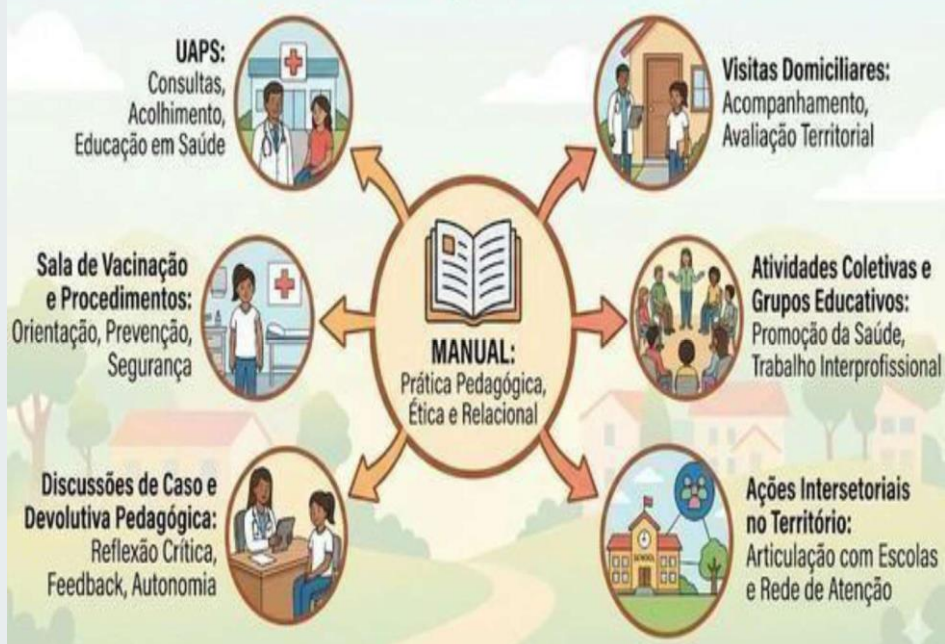 UAPS:
Consultas,
Acolhimento,
Educação em Saúde
Visitas Domiciliares:
Acompanhamento,
Avaliação Territorial
Sala de Vacinação
e Procedimentos:
Orientação, Prevenção,
Segurança
MANUAL:
Prática Pedagógica,
Ética e Relacional
Atividades Coletivas e
Grupos Educativos:
Promoção da Saúde,
Trabalho Interprofissional
Discussões de Caso e
Devolutiva Pedagógica:
Reflexão Crítica,
Feedback, Autonomia
SCHOOL
Ações Intersetoriais
no Território:
Articulação com Escolas
e Rede de Atenção